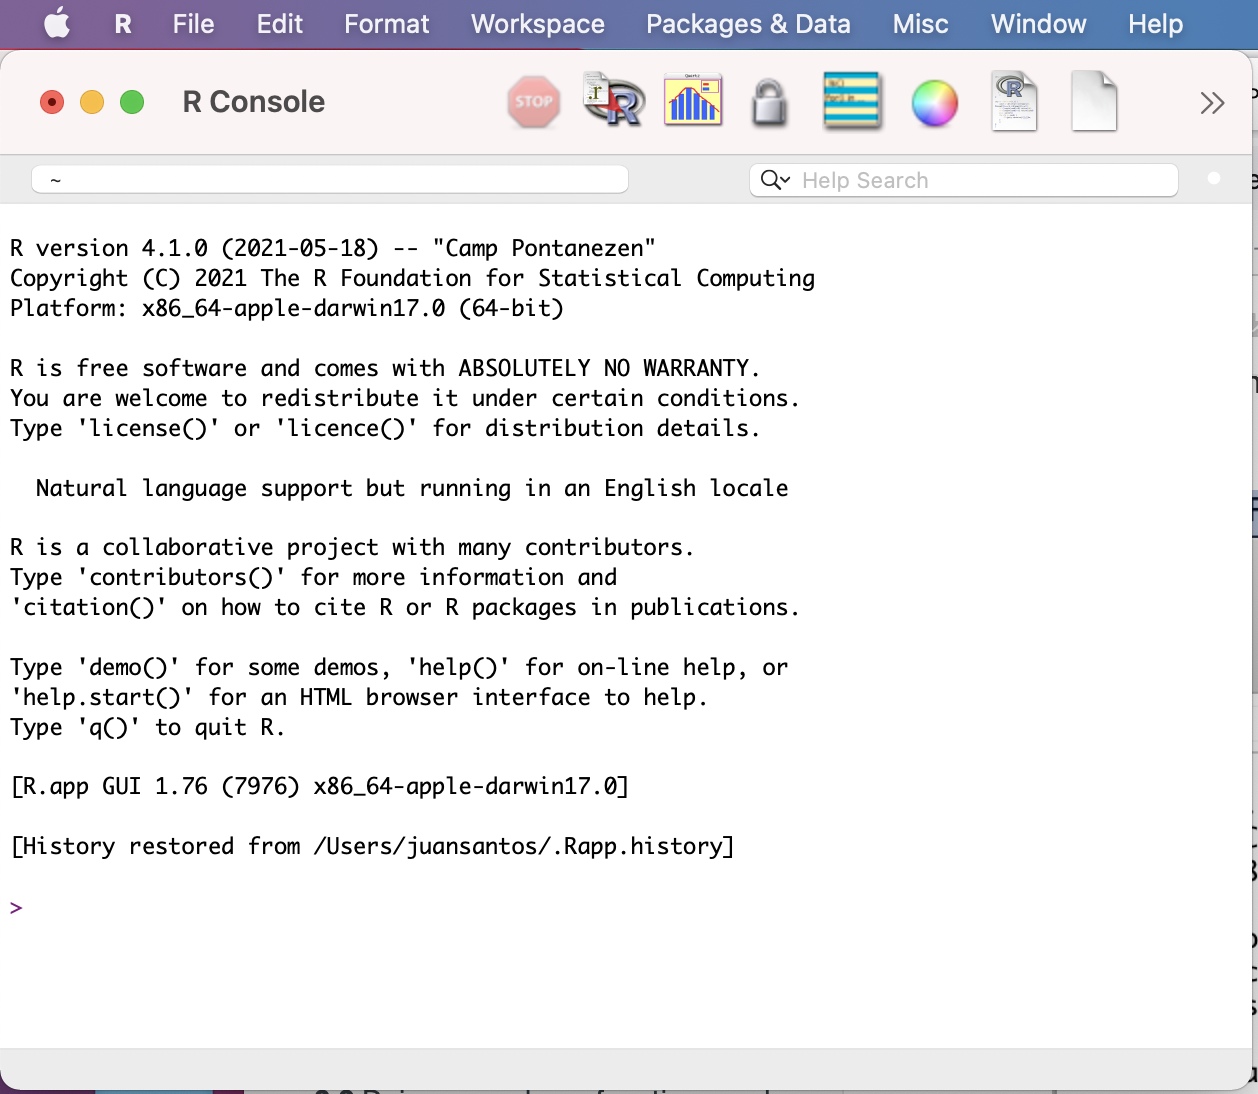 R File Edit Format Workspace Packages & Data Misc Window Help
R Console
STOP
~
Help Search
R version 4.1.0 (2021-05-18) -- "Camp Pontanezen"
Copyright (C) 2021 The R Foundation for Statistical Computing
Platform: x86_64-apple-darwin17.0 (64-bit)
R is free software and comes with ABSOLUTELY NO WARRANTY.
You are welcome to redistribute it under certain conditions.
Type 'license()' or 'licence()' for distribution details.
Natural language support but running in an English locale
R is a collaborative project with many contributors.
Type 'contributors()' for more information and
'citation()' on how to cite R or R packages in publications.
Type 'demo()' for some demos, 'help()' for on-line help, or
'help.start()' for an HTML browser interface to help.
Type 'q()' to quit R.
[R.app GUI 1.76 (7976) x86_64-apple-darwin17.0]
[History restored from /Users/juansantos/.Rapp.history]
>